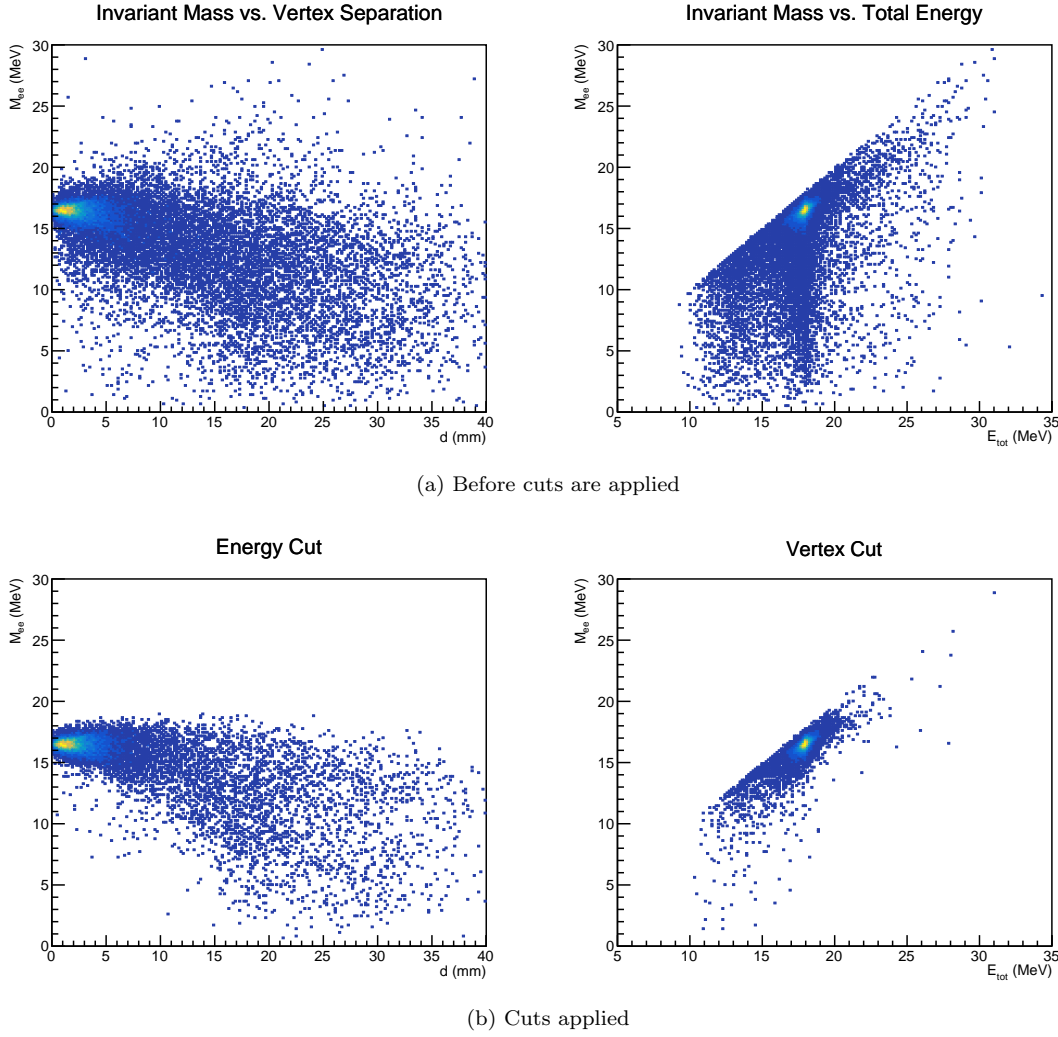 Invariant Mass vs. Vertex Separation
M_ee (MeV)
30
25
20
15
10
5
0
0 5 10 15 20 25 30 35 40
d (mm)
Invariant Mass vs. Total Energy
M_ee (MeV)
30
25
20
15
10
5
0
5 10 15 20 25 30 35
E_tot (MeV)
(a) Before cuts are applied
Energy Cut
M_ee (MeV)
30
25
20
15
10
5
0
0 5 10 15 20 25 30 35 40
d (mm)
Vertex Cut
M_ee (MeV)
30
25
20
15
10
5
0
5 10 15 20 25 30 35
E_tot (MeV)
(b) Cuts applied